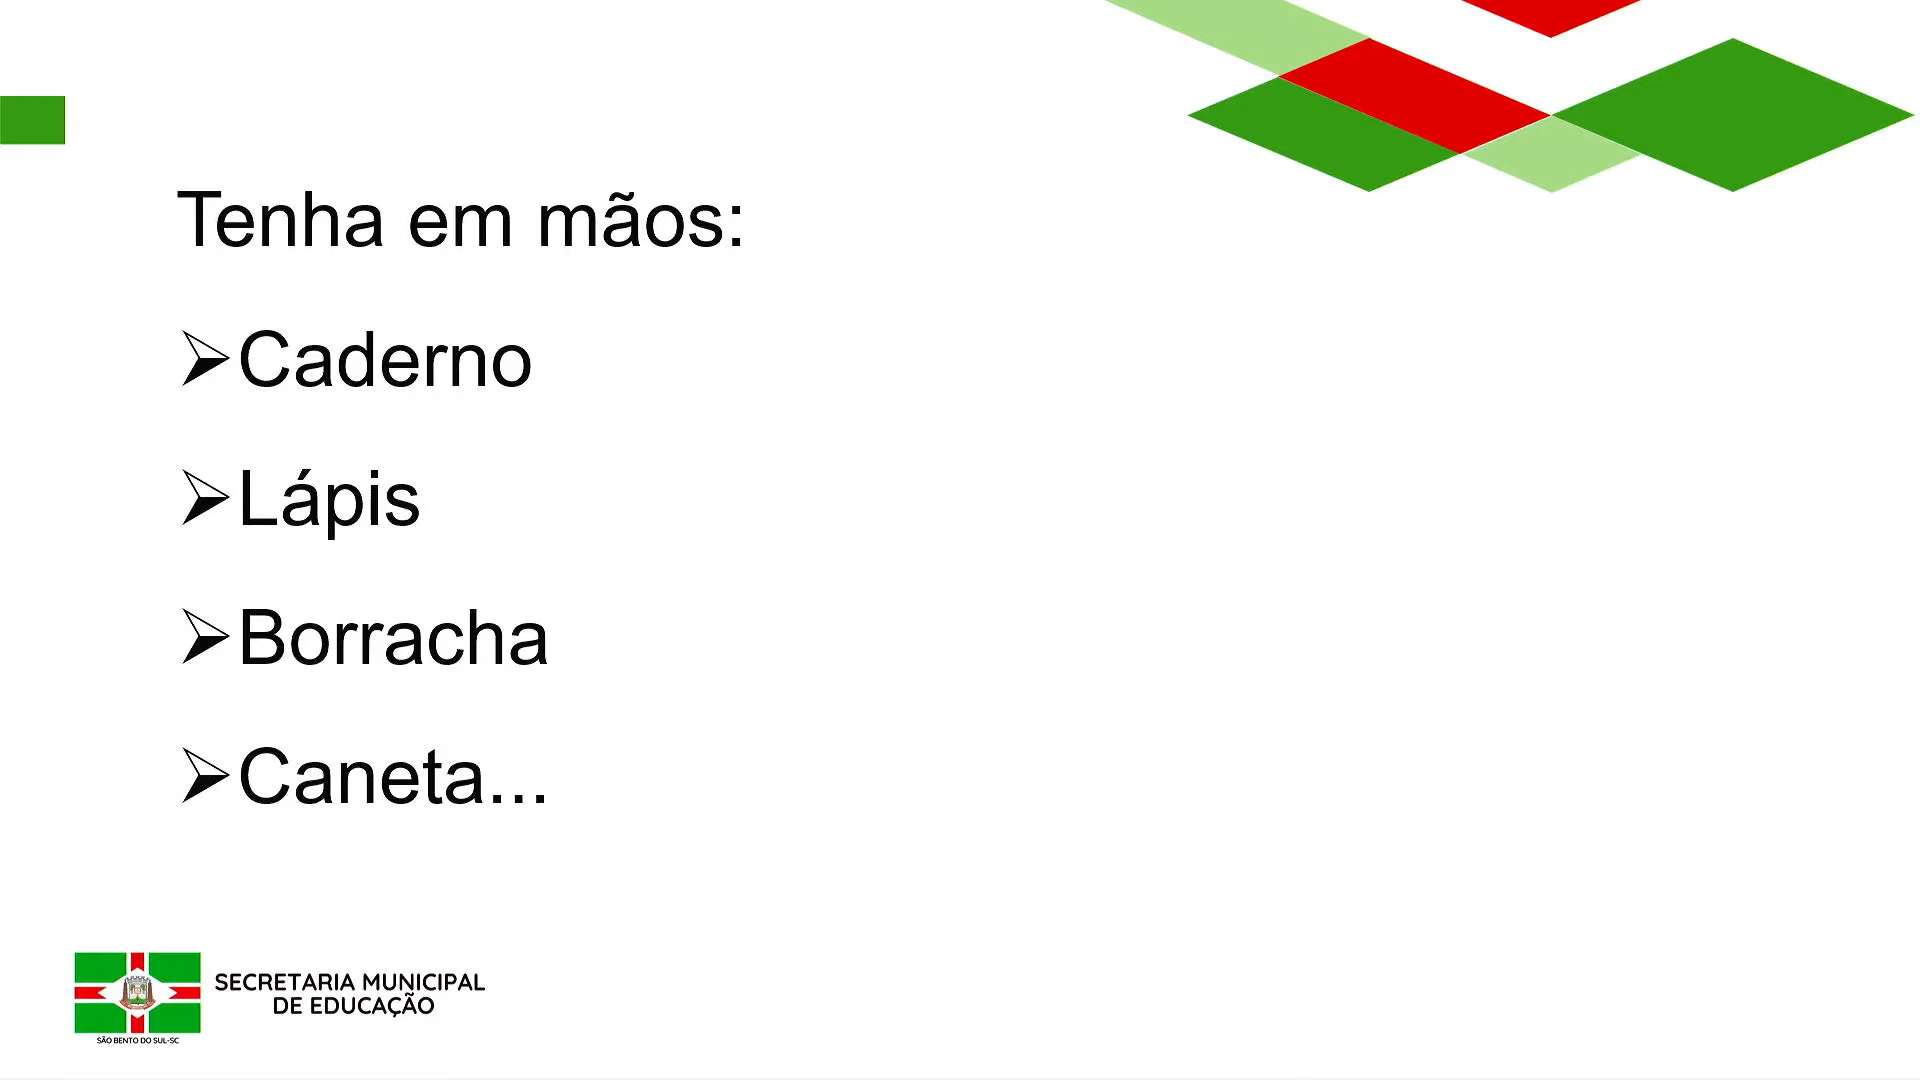 Tenha em mãos:
➢Caderno
➢Lápis
➢Borracha
➢Caneta...
SECRETARIA MUNICIPAL
DE EDUCAÇÃO
SÃO BENTO DO SUL-SC